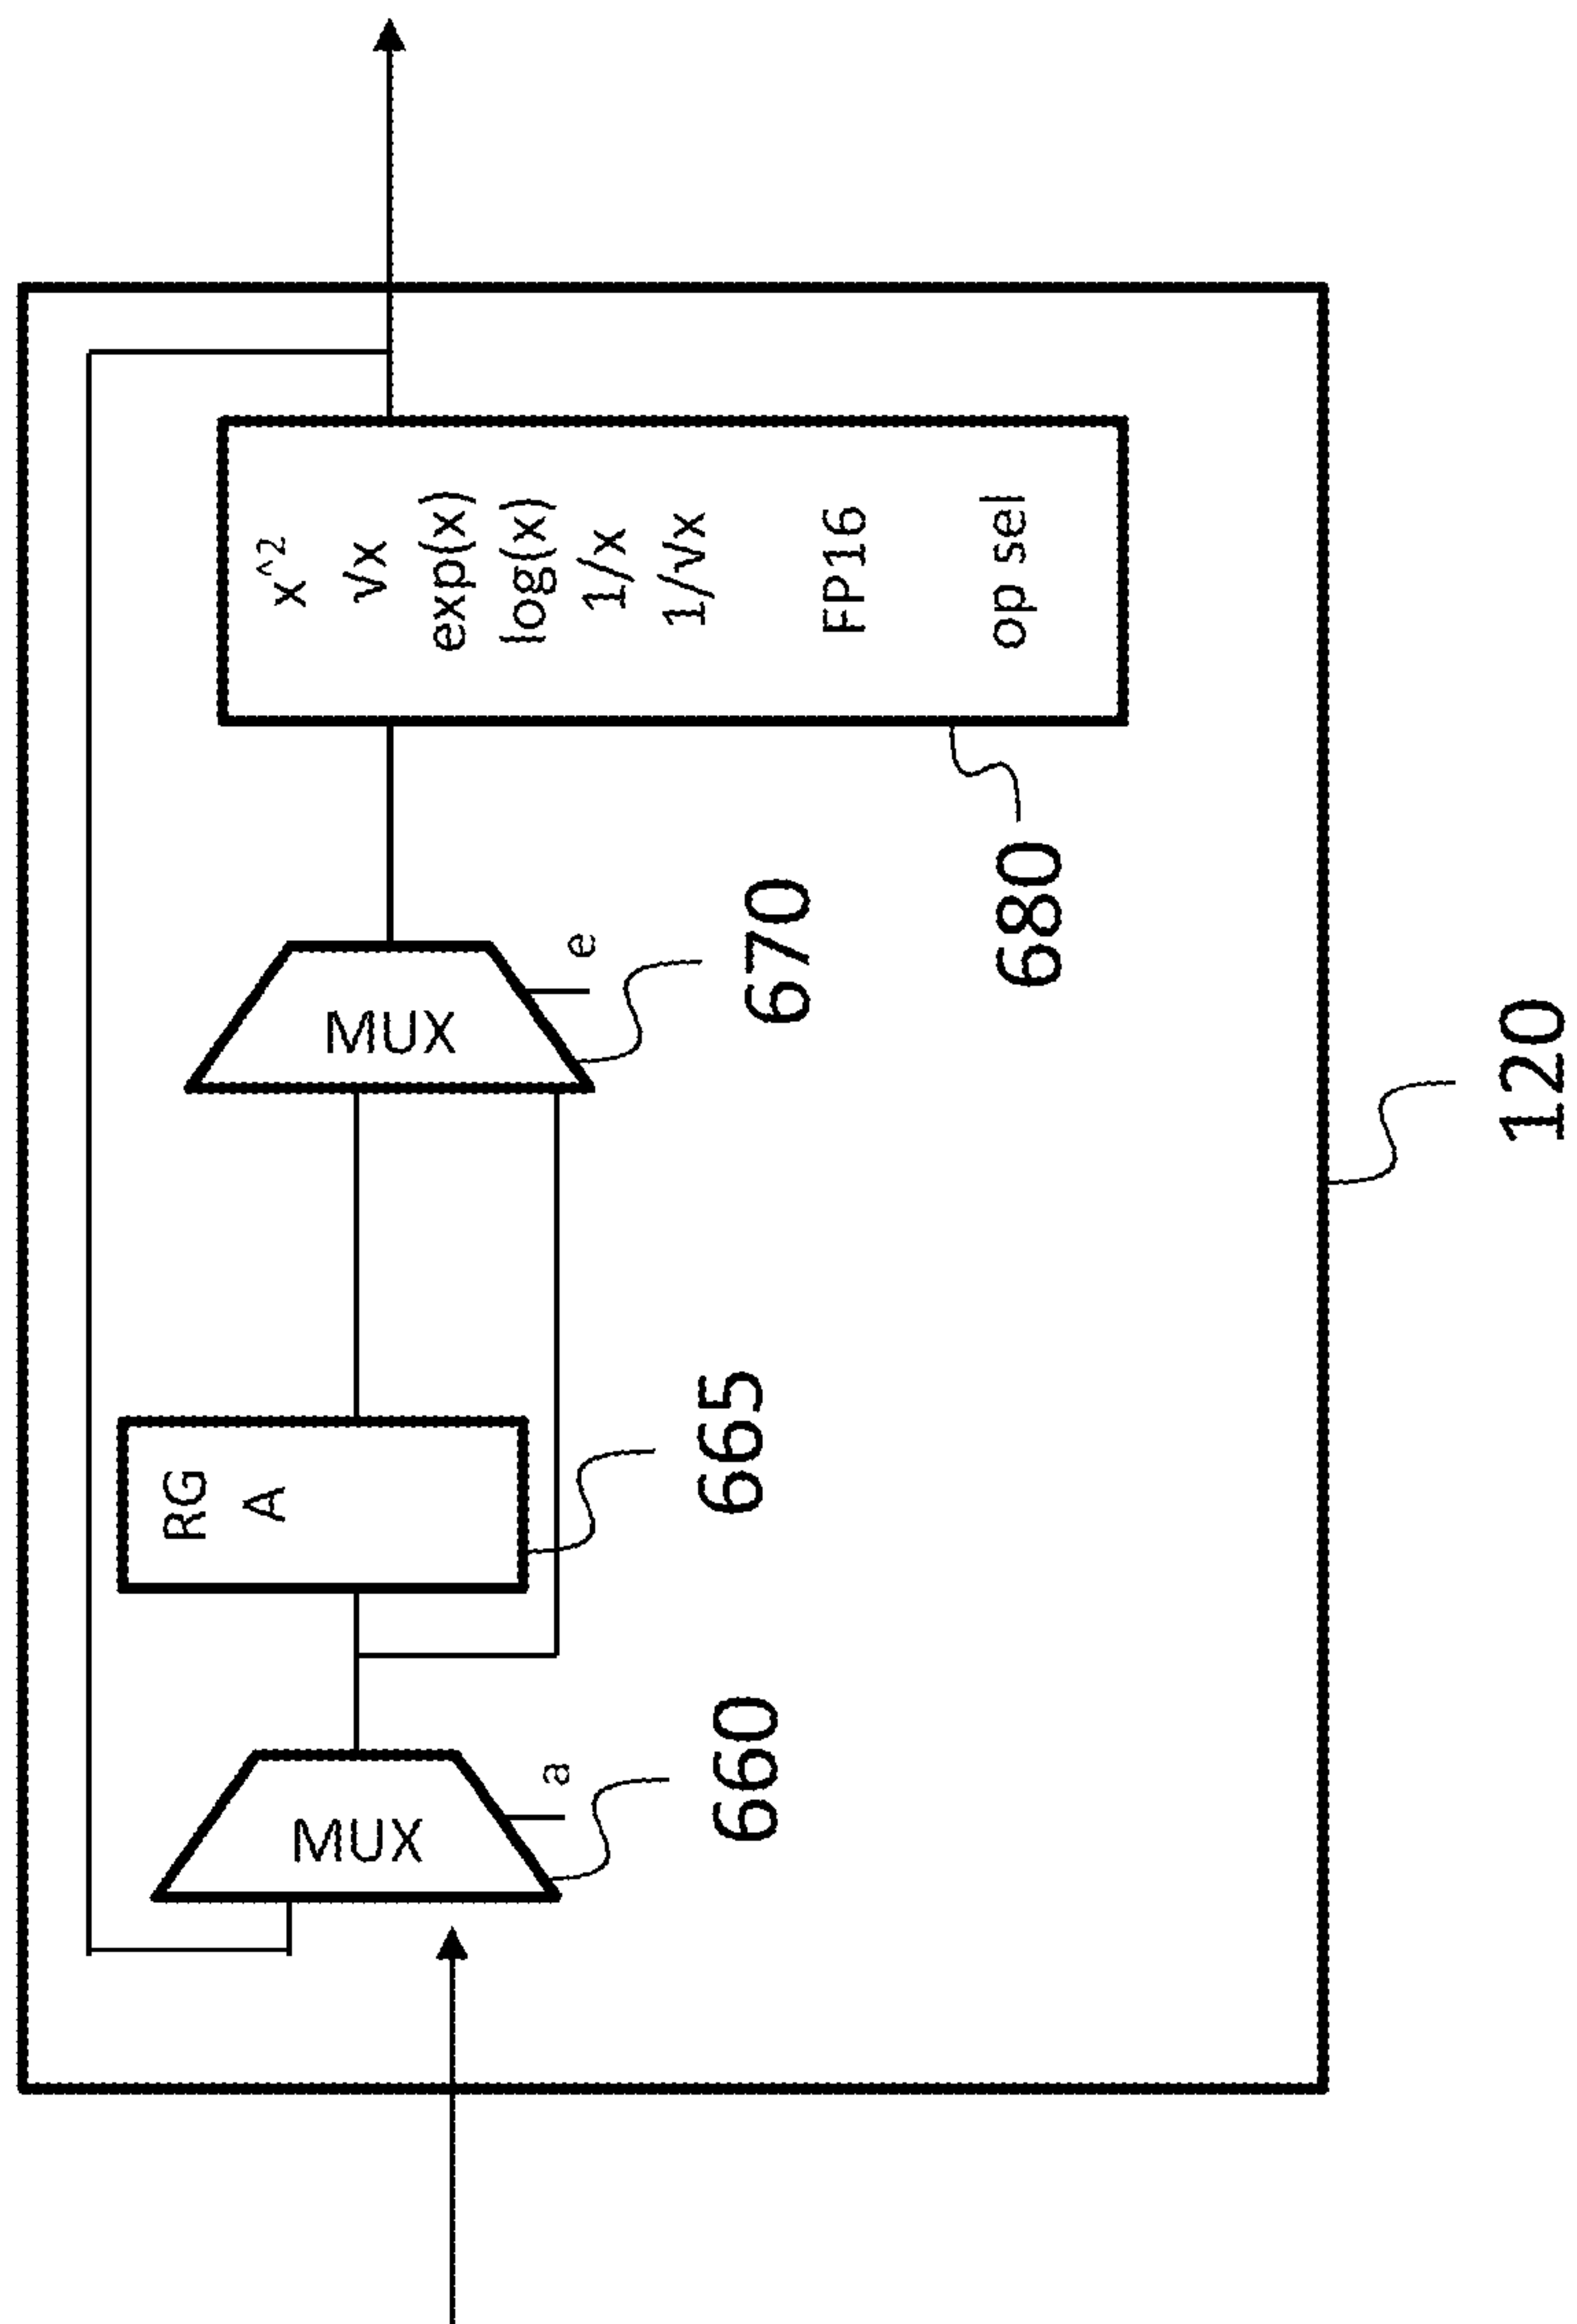 MUX
a
660
RG
A
665
MUX
e
670
x^2
√x
exp(x)
log(x)
1/x
1/√x
FP16
op sel
680
120